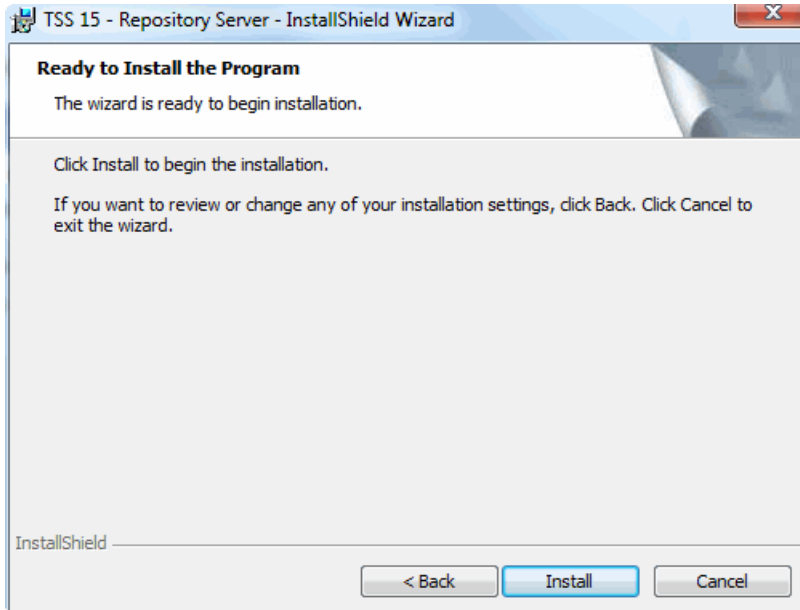 TSS 15 - Repository Server - InstallShield Wizard
Ready to Install the Program
The wizard is ready to begin installation.
Click Install to begin the installation.
If you want to review or change any of your installation settings, click Back. Click Cancel to
exit the wizard.
InstallShield
< Back
Install
Cancel